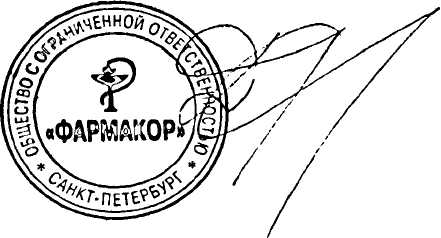 ОБЩЕСТВО С ОГРАНИЧЕННОЙ ОТВЕТСТВЕННОСТЬЮ
«ФАРМАКОР»
* САНКТ-ПЕТЕРБУРГ *